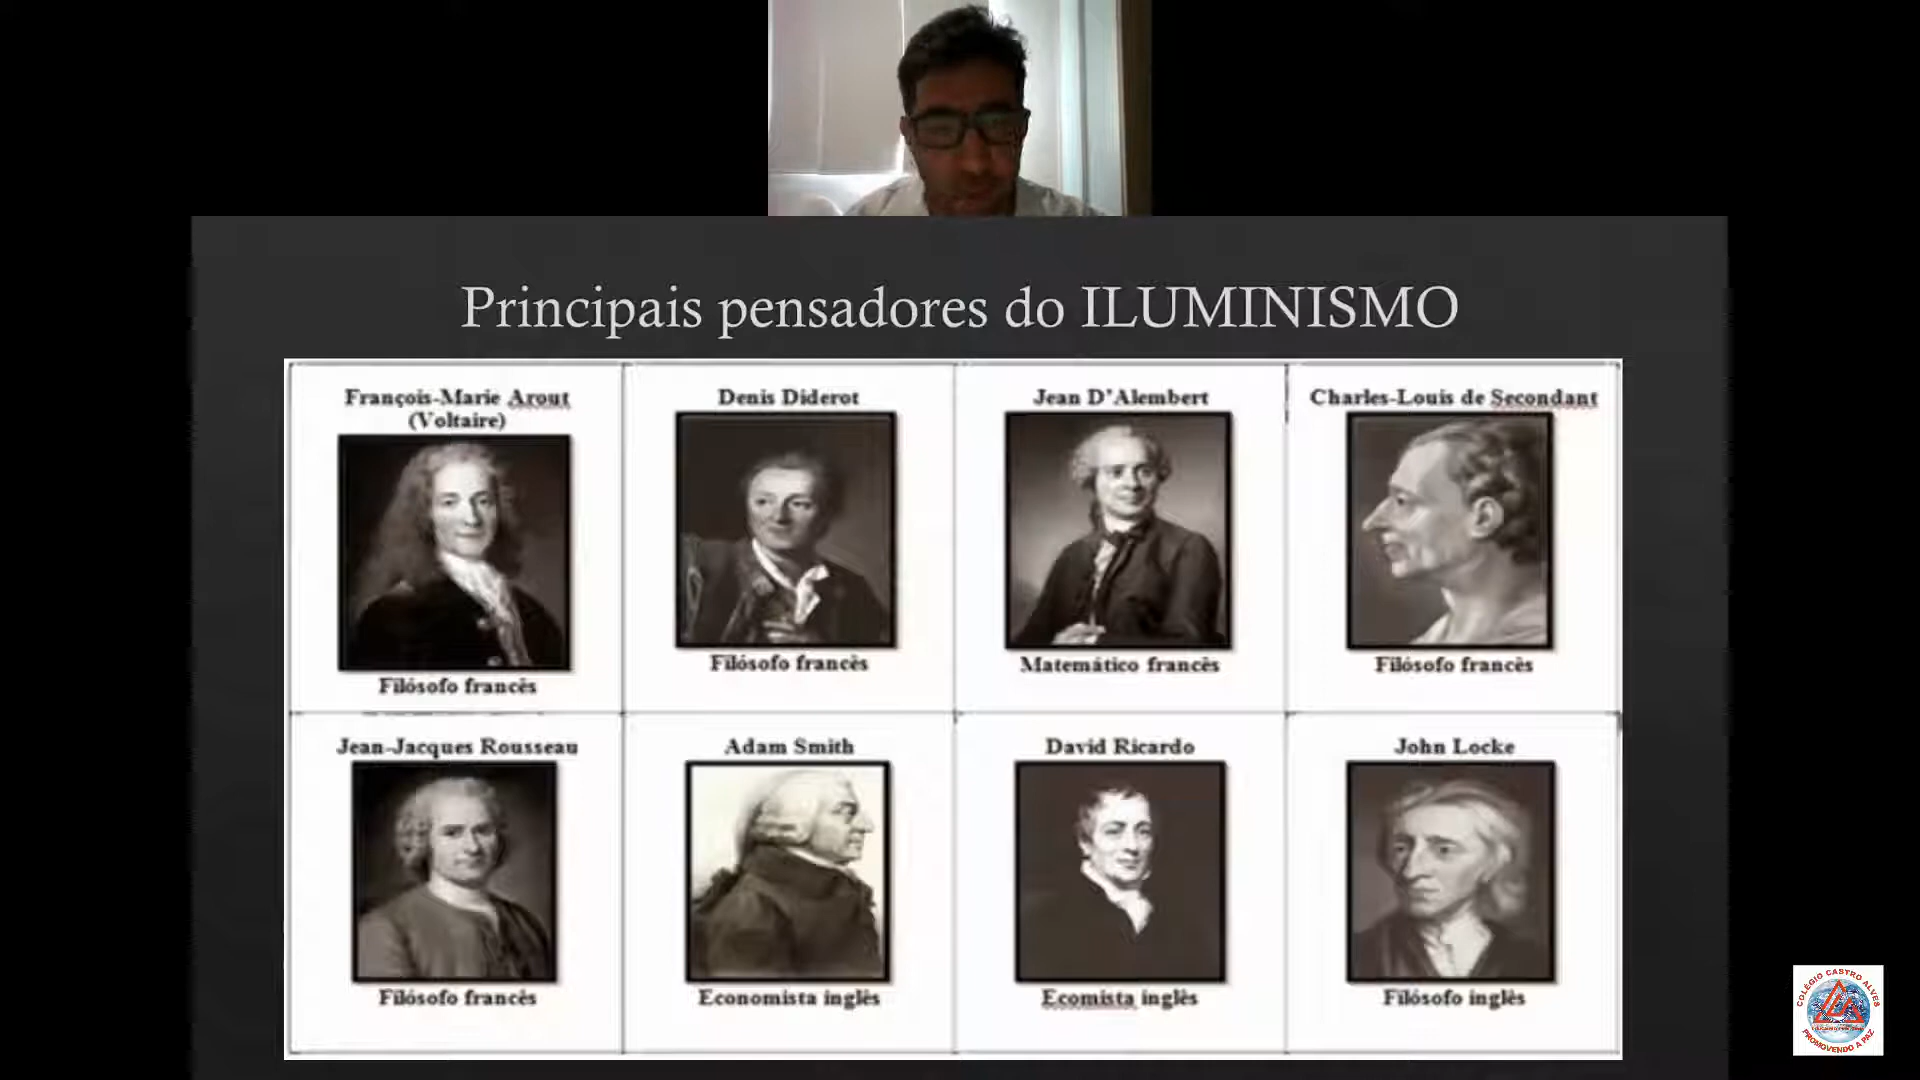 Principais pensadores do ILUMINISMO
François-Marie Arout
(Voltaire)
Filósofo francês
Denis Diderot
Filósofo francês
Jean D'Alembert
Matemático francês
Charles-Louis de Secondant
Filósofo francês
Jean-Jacques Rousseau
Filósofo francês
Adam Smith
Economista inglês
David Ricardo
Ecomista inglês
John Locke
Filósofo inglês
COLÉGIO CASTRO ALVES
PROMOVENDO A PAZ